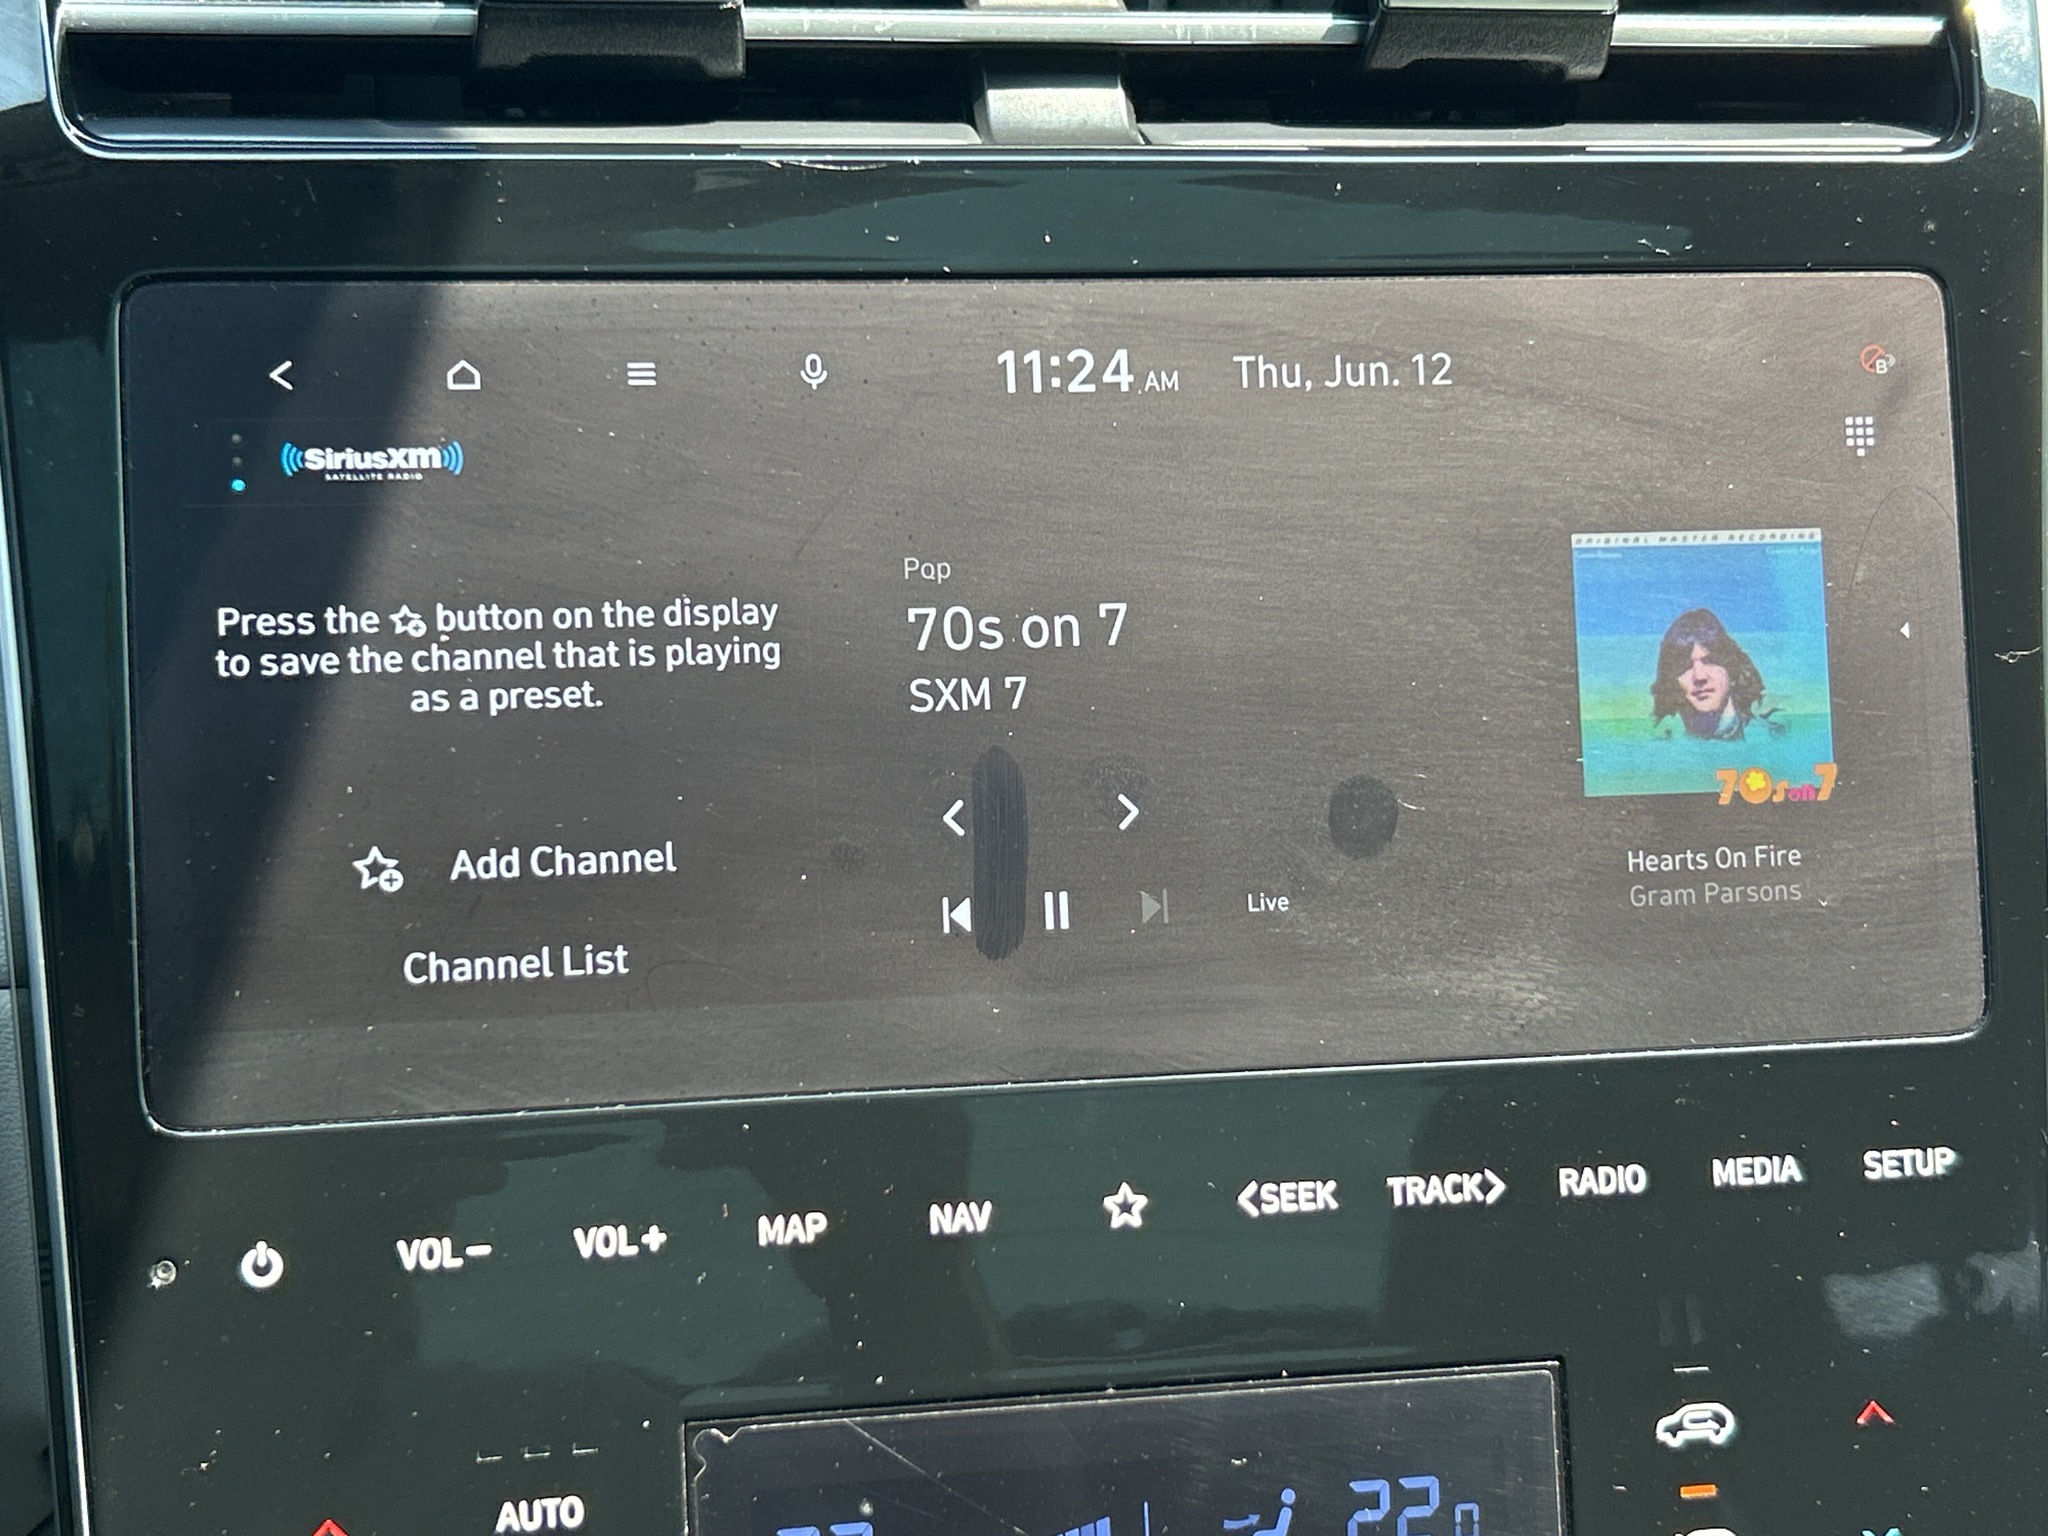 11:24 AM Thu, Jun. 12
SiriusXM
SATELLITE RADIO
Press the button on the display
to save the channel that is playing
as a preset.
Add Channel
Channel List
Pop
70s on 7
SXM 7
Live
ORIGINAL MASTER RECORDING
70s on 7
Hearts On Fire
Gram Parsons
VOL− VOL+ MAP NAV <SEEK TRACK> RADIO MEDIA SETUP
AUTO
22